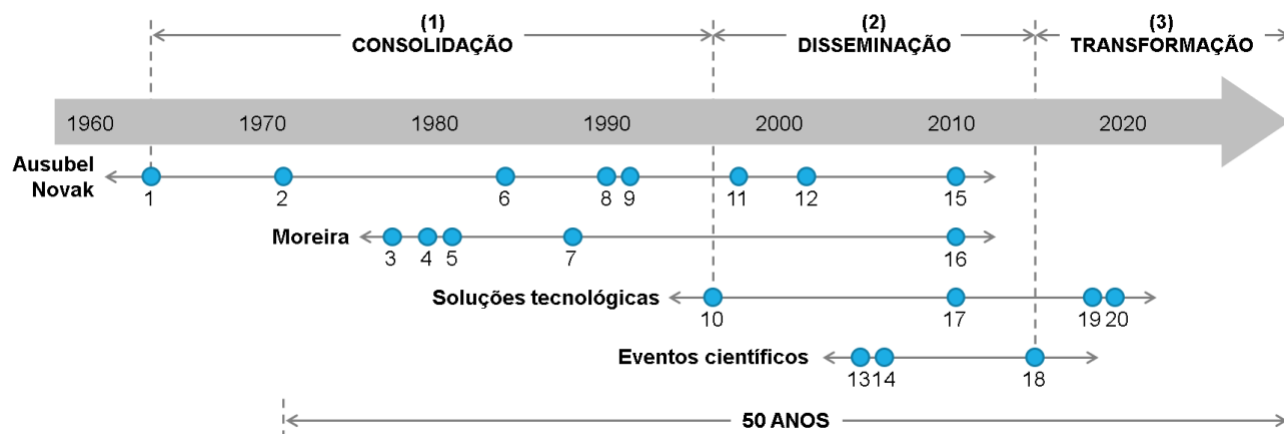 (1)
CONSOLIDAÇÃO
(2)
DISSEMINAÇÃO
(3)
TRANSFORMAÇÃO
1960 1970 1980 1990 2000 2010 2020
Ausubel
Novak
1 2 6 8 9 11 12 15
Moreira
3 4 5 7 16
Soluções tecnológicas
10 17 19 20
Eventos científicos
13 14 18
50 ANOS